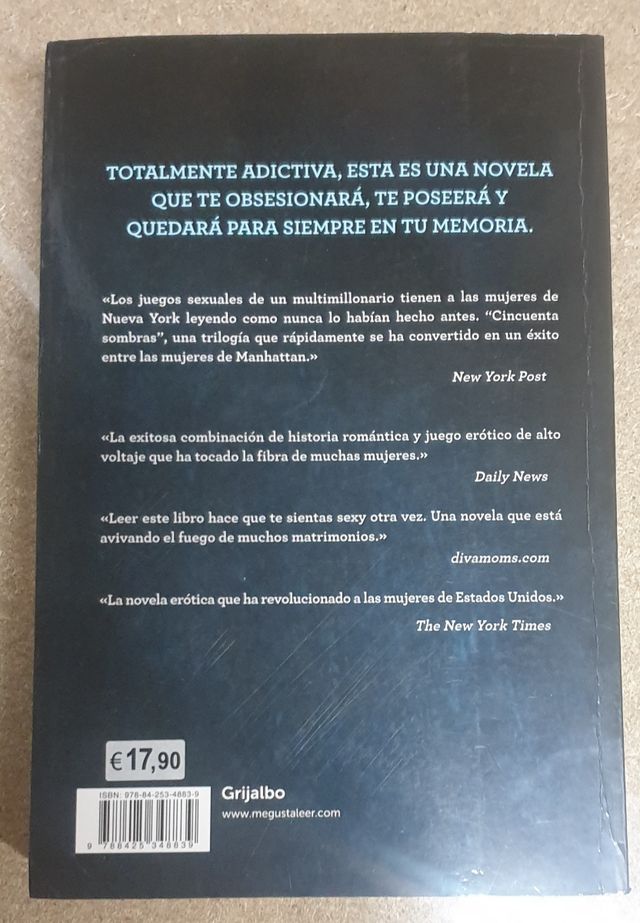 TOTALMENTE ADICTIVA, ESTA ES UNA NOVELA
QUE TE OBSESIONARÁ, TE POSEERÁ Y
QUEDARÁ PARA SIEMPRE EN TU MEMORIA.
«Los juegos sexuales de un multimillonario tienen a las mujeres de
Nueva York leyendo como nunca lo habían hecho antes. “Cincuenta
sombras”, una trilogía que rápidamente se ha convertido en un éxito
entre las mujeres de Manhattan.»
New York Post
«La exitosa combinación de historia romántica y juego erótico de alto
voltaje que ha tocado la fibra de muchas mujeres.»
Daily News
«Leer este libro hace que te sientas sexy otra vez. Una novela que está
avivando el fuego de muchos matrimonios.»
divamoms.com
«La novela erótica que ha revolucionado a las mujeres de Estados Unidos.»
The New York Times
€ 17,90
ISBN: 978-84-253-4883-9
9 788425 348839
Grijalbo
www.megustaleer.com